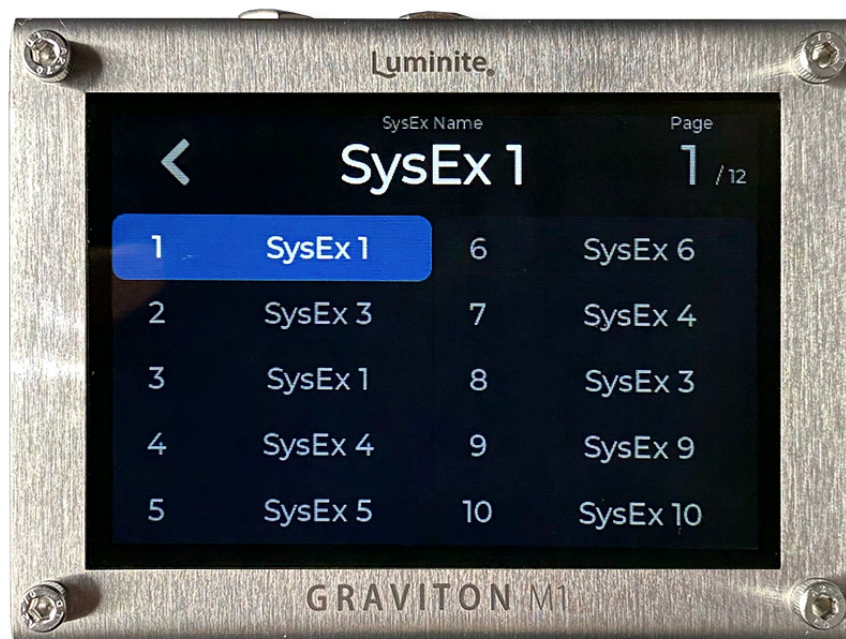 Luminite
SysEx Name
Page
SysEx 1
1 / 12
1 SysEx 1
2 SysEx 3
3 SysEx 1
4 SysEx 4
5 SysEx 5
6 SysEx 6
7 SysEx 4
8 SysEx 3
9 SysEx 9
10 SysEx 10
GRAVITON M1